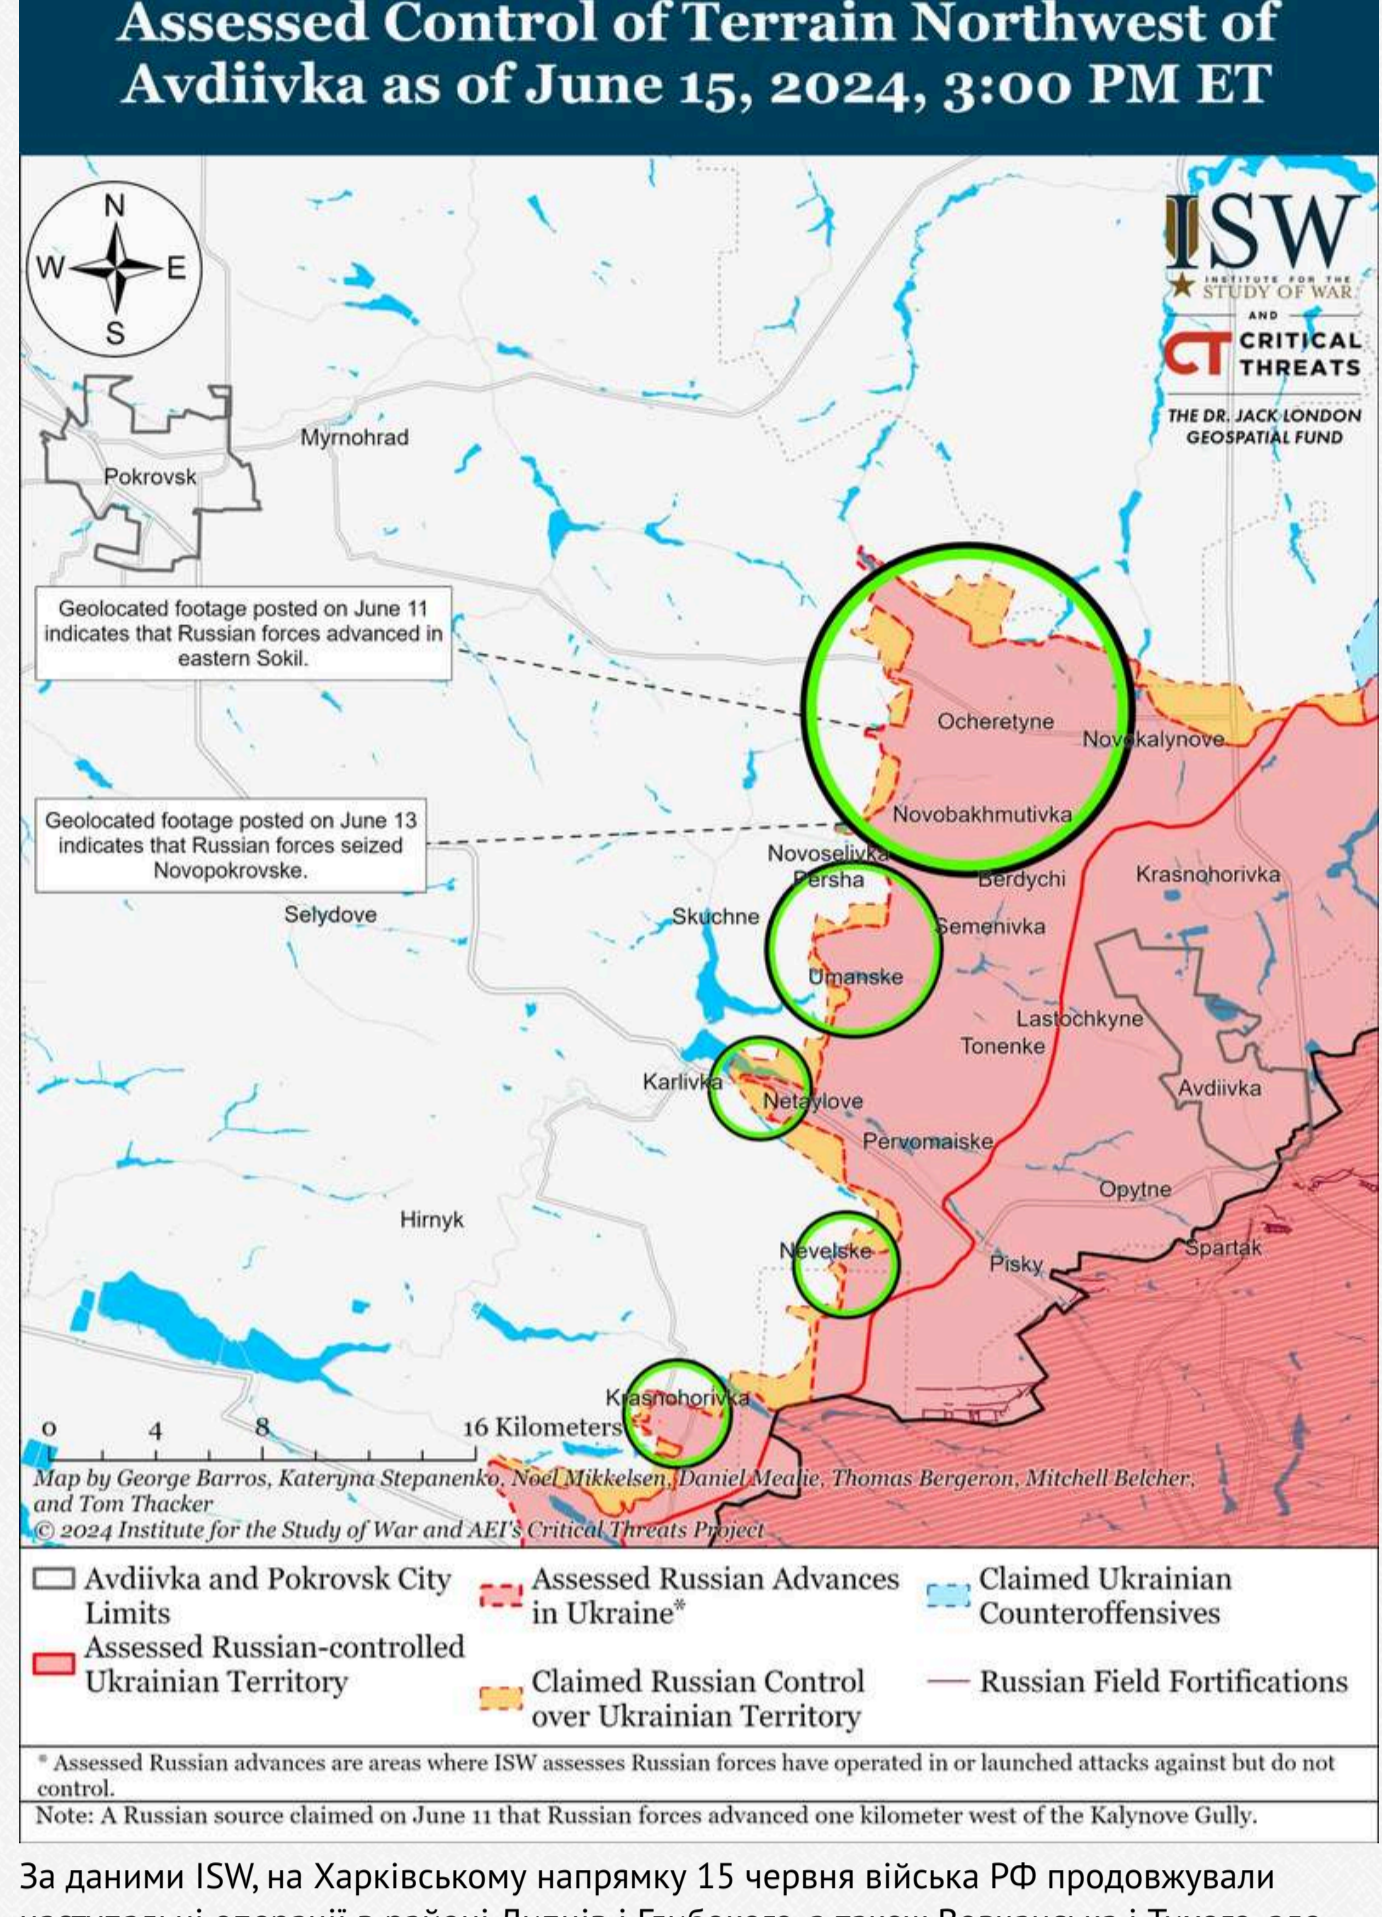 Assessed Control of Terrain Northwest of
Avdiivka as of June 15, 2024, 3:00 PM ET
N
W E
S
ISW
INSTITUTE FOR THE
STUDY OF WAR
AND
CT CRITICAL
THREATS
THE DR. JACK LONDON
GEOSPATIAL FUND
Myrnohrad
Pokrovsk
Geolocated footage posted on June 11
indicates that Russian forces advanced in
eastern Sokil.
Ocheretyne
Novokalynove
Geolocated footage posted on June 13
indicates that Russian forces seized
Novopokrovske.
Novobakhmutivka
Novoselivka
Persha
Berdychi
Krasnohorivka
Selydove
Skuchne
Semenivka
Umanske
Lastochkyne
Tonenke
Karlivka
Netaylove
Avdiivka
Pervomaiske
Opytne
Hirnyk
Nevelske
Pisky
Spartak
Krasnohorivka
0 4 8 16 Kilometers
Map by George Barros, Kateryna Stepanenko, Noel Mikkelsen, Daniel Mealie, Thomas Bergeron, Mitchell Belcher,
and Tom Thacker
© 2024 Institute for the Study of War and AEI's Critical Threats Project
Avdiivka and Pokrovsk City
Limits
Assessed Russian-controlled
Ukrainian Territory
Assessed Russian Advances
in Ukraine*
Claimed Russian Control
over Ukrainian Territory
Claimed Ukrainian
Counteroffensives
Russian Field Fortifications
* Assessed Russian advances are areas where ISW assesses Russian forces have operated in or launched attacks against but do not
control.
Note: A Russian source claimed on June 11 that Russian forces advanced one kilometer west of the Kalynove Gully.
За даними ISW, на Харківському напрямку 15 червня війська РФ продовжували